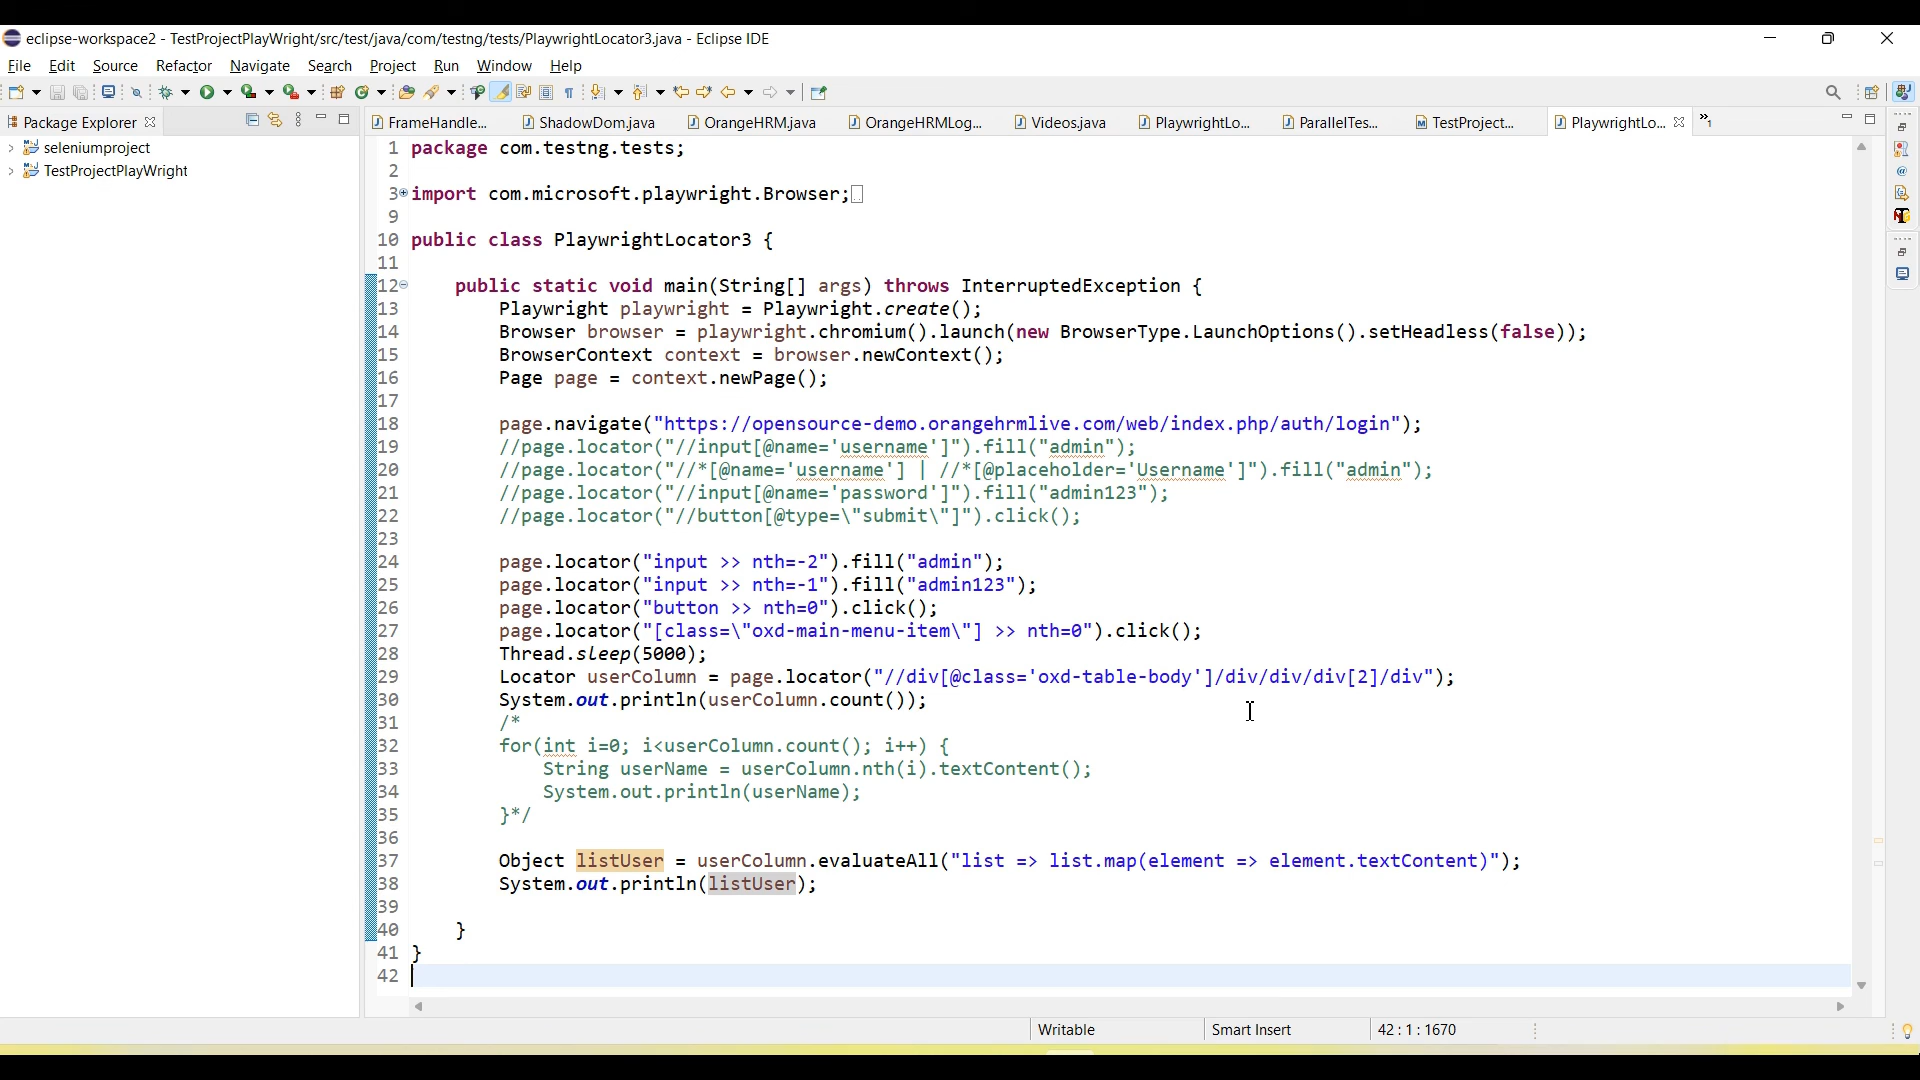 eclipse-workspace2 - TestProjectPlayWright/src/test/java/com/testng/tests/PlaywrightLocator3.java - Eclipse IDE
File Edit Source Refactor Navigate Search Project Run Window Help
Package Explorer
FrameHandle... ShadowDom.java OrangeHRM.java OrangeHRMLog... Videos.java PlaywrightLo... ParallelTes... TestProject... PlaywrightLo... »1
seleniumproject
TestProjectPlayWright
1 package com.testng.tests;
2
3 import com.microsoft.playwright.Browser;
9
10 public class PlaywrightLocator3 {
11
12 public static void main(String[] args) throws InterruptedException {
13 Playwright playwright = Playwright.create();
14 Browser browser = playwright.chromium().launch(new BrowserType.LaunchOptions().setHeadless(false));
15 BrowserContext context = browser.newContext();
16 Page page = context.newPage();
17
18 page.navigate("https://opensource-demo.orangehrmlive.com/web/index.php/auth/login");
19 //page.locator("//input[@name='username']").fill("admin");
20 //page.locator("//*[@name='username'] | //*[@placeholder='Username']").fill("admin");
21 //page.locator("//input[@name='password']").fill("admin123");
22 //page.locator("//button[@type=\"submit\"]").click();
23
24 page.locator("input >> nth=-2").fill("admin");
25 page.locator("input >> nth=-1").fill("admin123");
26 page.locator("button >> nth=0").click();
27 page.locator("[class=\"oxd-main-menu-item\"] >> nth=0").click();
28 Thread.sleep(5000);
29 Locator userColumn = page.locator("//div[@class='oxd-table-body']/div/div/div[2]/div");
30 System.out.println(userColumn.count());
31 /*
32 for(int i=0; i<userColumn.count(); i++) {
33 String userName = userColumn.nth(i).textContent();
34 System.out.println(userName);
35 }*/
36
37 Object listUser = userColumn.evaluateAll("list => list.map(element => element.textContent)");
38 System.out.println(listUser);
39
40 }
41 }
42
Writable Smart Insert 42 : 1 : 1670